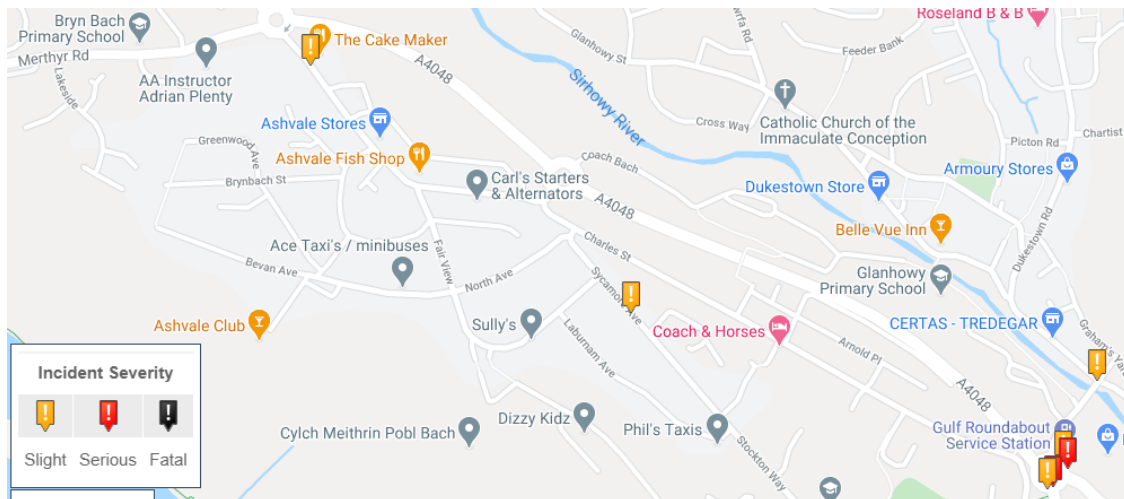 Bryn Bach
Primary School
Merthyr Rd
The Cake Maker
AA Instructor
Adrian Plenty
Lakeside
A4048
Sirhowy River
Glanhowy St
Feeder Bank
Roseland B & B
Catholic Church of the
Immaculate Conception
Cross Way
Picton Rd
Chartist
Ashvale Stores
Greenwood Ave
Ashvale Fish Shop
Brynbach St
Carl's Starters
& Alternators
Coach Bach
A4048
Dukestown Store
Armoury Stores
Belle Vue Inn
Dukestown Rd
Ace Taxi's / minibuses
Fair View
Bevan Ave
North Ave
Charles St
Sycamore Ave
Glanhowy
Primary School
Ashvale Club
Sully's
Laburnam Ave
Coach & Horses
Arnold Pl
CERTAS - TREDEGAR
Graham's Yard
A4048
Dizzy Kidz
Cylch Meithrin Pobl Bach
Phil's Taxis
Stockton Way
Gulf Roundabout
Service Station
Incident Severity
Slight Serious Fatal